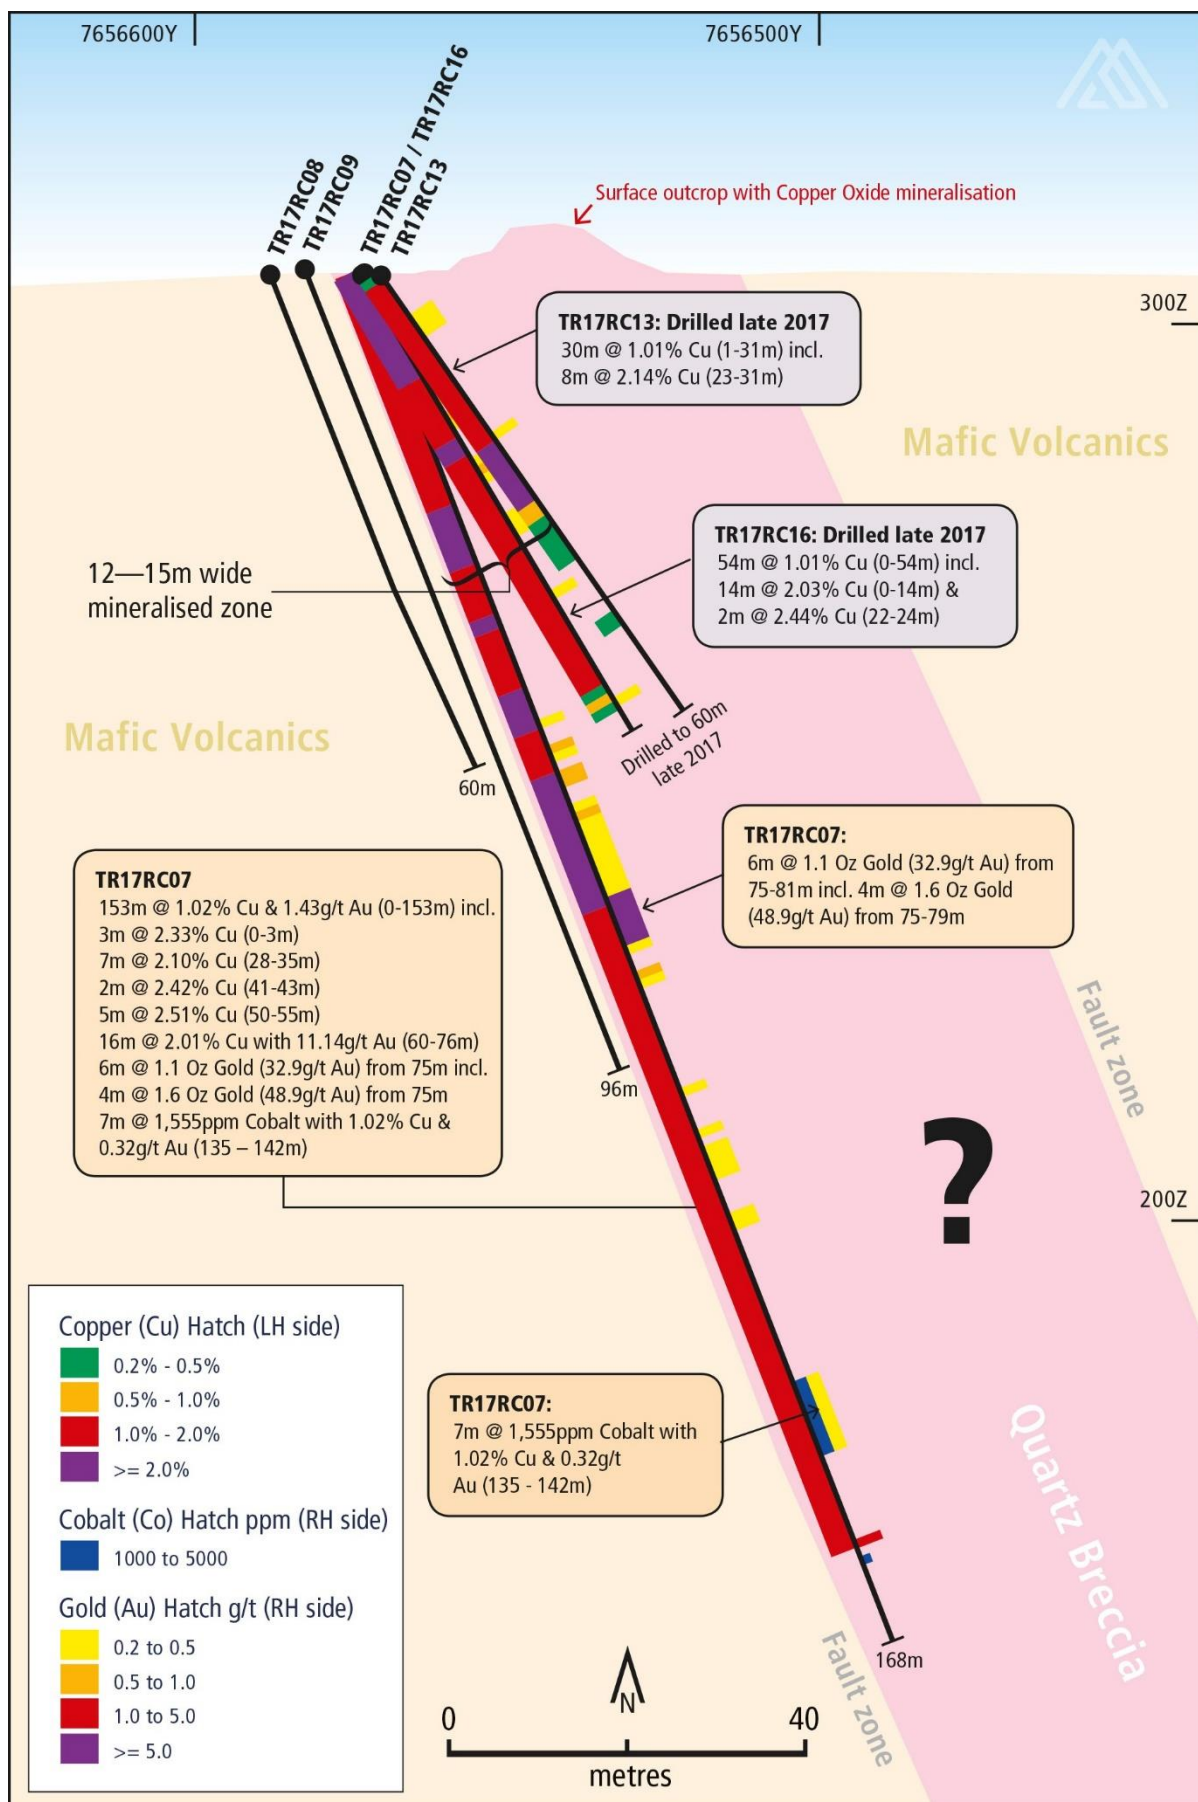 7656600Y
7656500Y
TR17RC08
TR17RC09
TR17RC07 / TR17RC16
TR17RC13
Surface outcrop with Copper Oxide mineralisation
300Z
TR17RC13: Drilled late 2017
30m @ 1.01% Cu (1-31m) incl.
8m @ 2.14% Cu (23-31m)
Mafic Volcanics
TR17RC16: Drilled late 2017
54m @ 1.01% Cu (0-54m) incl.
14m @ 2.03% Cu (0-14m) &
2m @ 2.44% Cu (22-24m)
12—15m wide
mineralised zone
Mafic Volcanics
Drilled to 60m
late 2017
60m
TR17RC07:
6m @ 1.1 Oz Gold (32.9g/t Au) from
75-81m incl. 4m @ 1.6 Oz Gold
(48.9g/t Au) from 75-79m
TR17RC07
153m @ 1.02% Cu & 1.43g/t Au (0-153m) incl.
3m @ 2.33% Cu (0-3m)
7m @ 2.10% Cu (28-35m)
2m @ 2.42% Cu (41-43m)
5m @ 2.51% Cu (50-55m)
16m @ 2.01% Cu with 11.14g/t Au (60-76m)
6m @ 1.1 Oz Gold (32.9g/t Au) from 75m incl.
4m @ 1.6 Oz Gold (48.9g/t Au) from 75m
7m @ 1,555ppm Cobalt with 1.02% Cu &
0.32g/t Au (135 – 142m)
96m
Fault zone
?
200Z
Copper (Cu) Hatch (LH side)
0.2% - 0.5%
0.5% - 1.0%
1.0% - 2.0%
>= 2.0%
Cobalt (Co) Hatch ppm (RH side)
1000 to 5000
Gold (Au) Hatch g/t (RH side)
0.2 to 0.5
0.5 to 1.0
1.0 to 5.0
>= 5.0
TR17RC07:
7m @ 1,555ppm Cobalt with
1.02% Cu & 0.32g/t
Au (135 - 142m)
Quartz Breccia
168m
Fault zone
N
0
40
metres